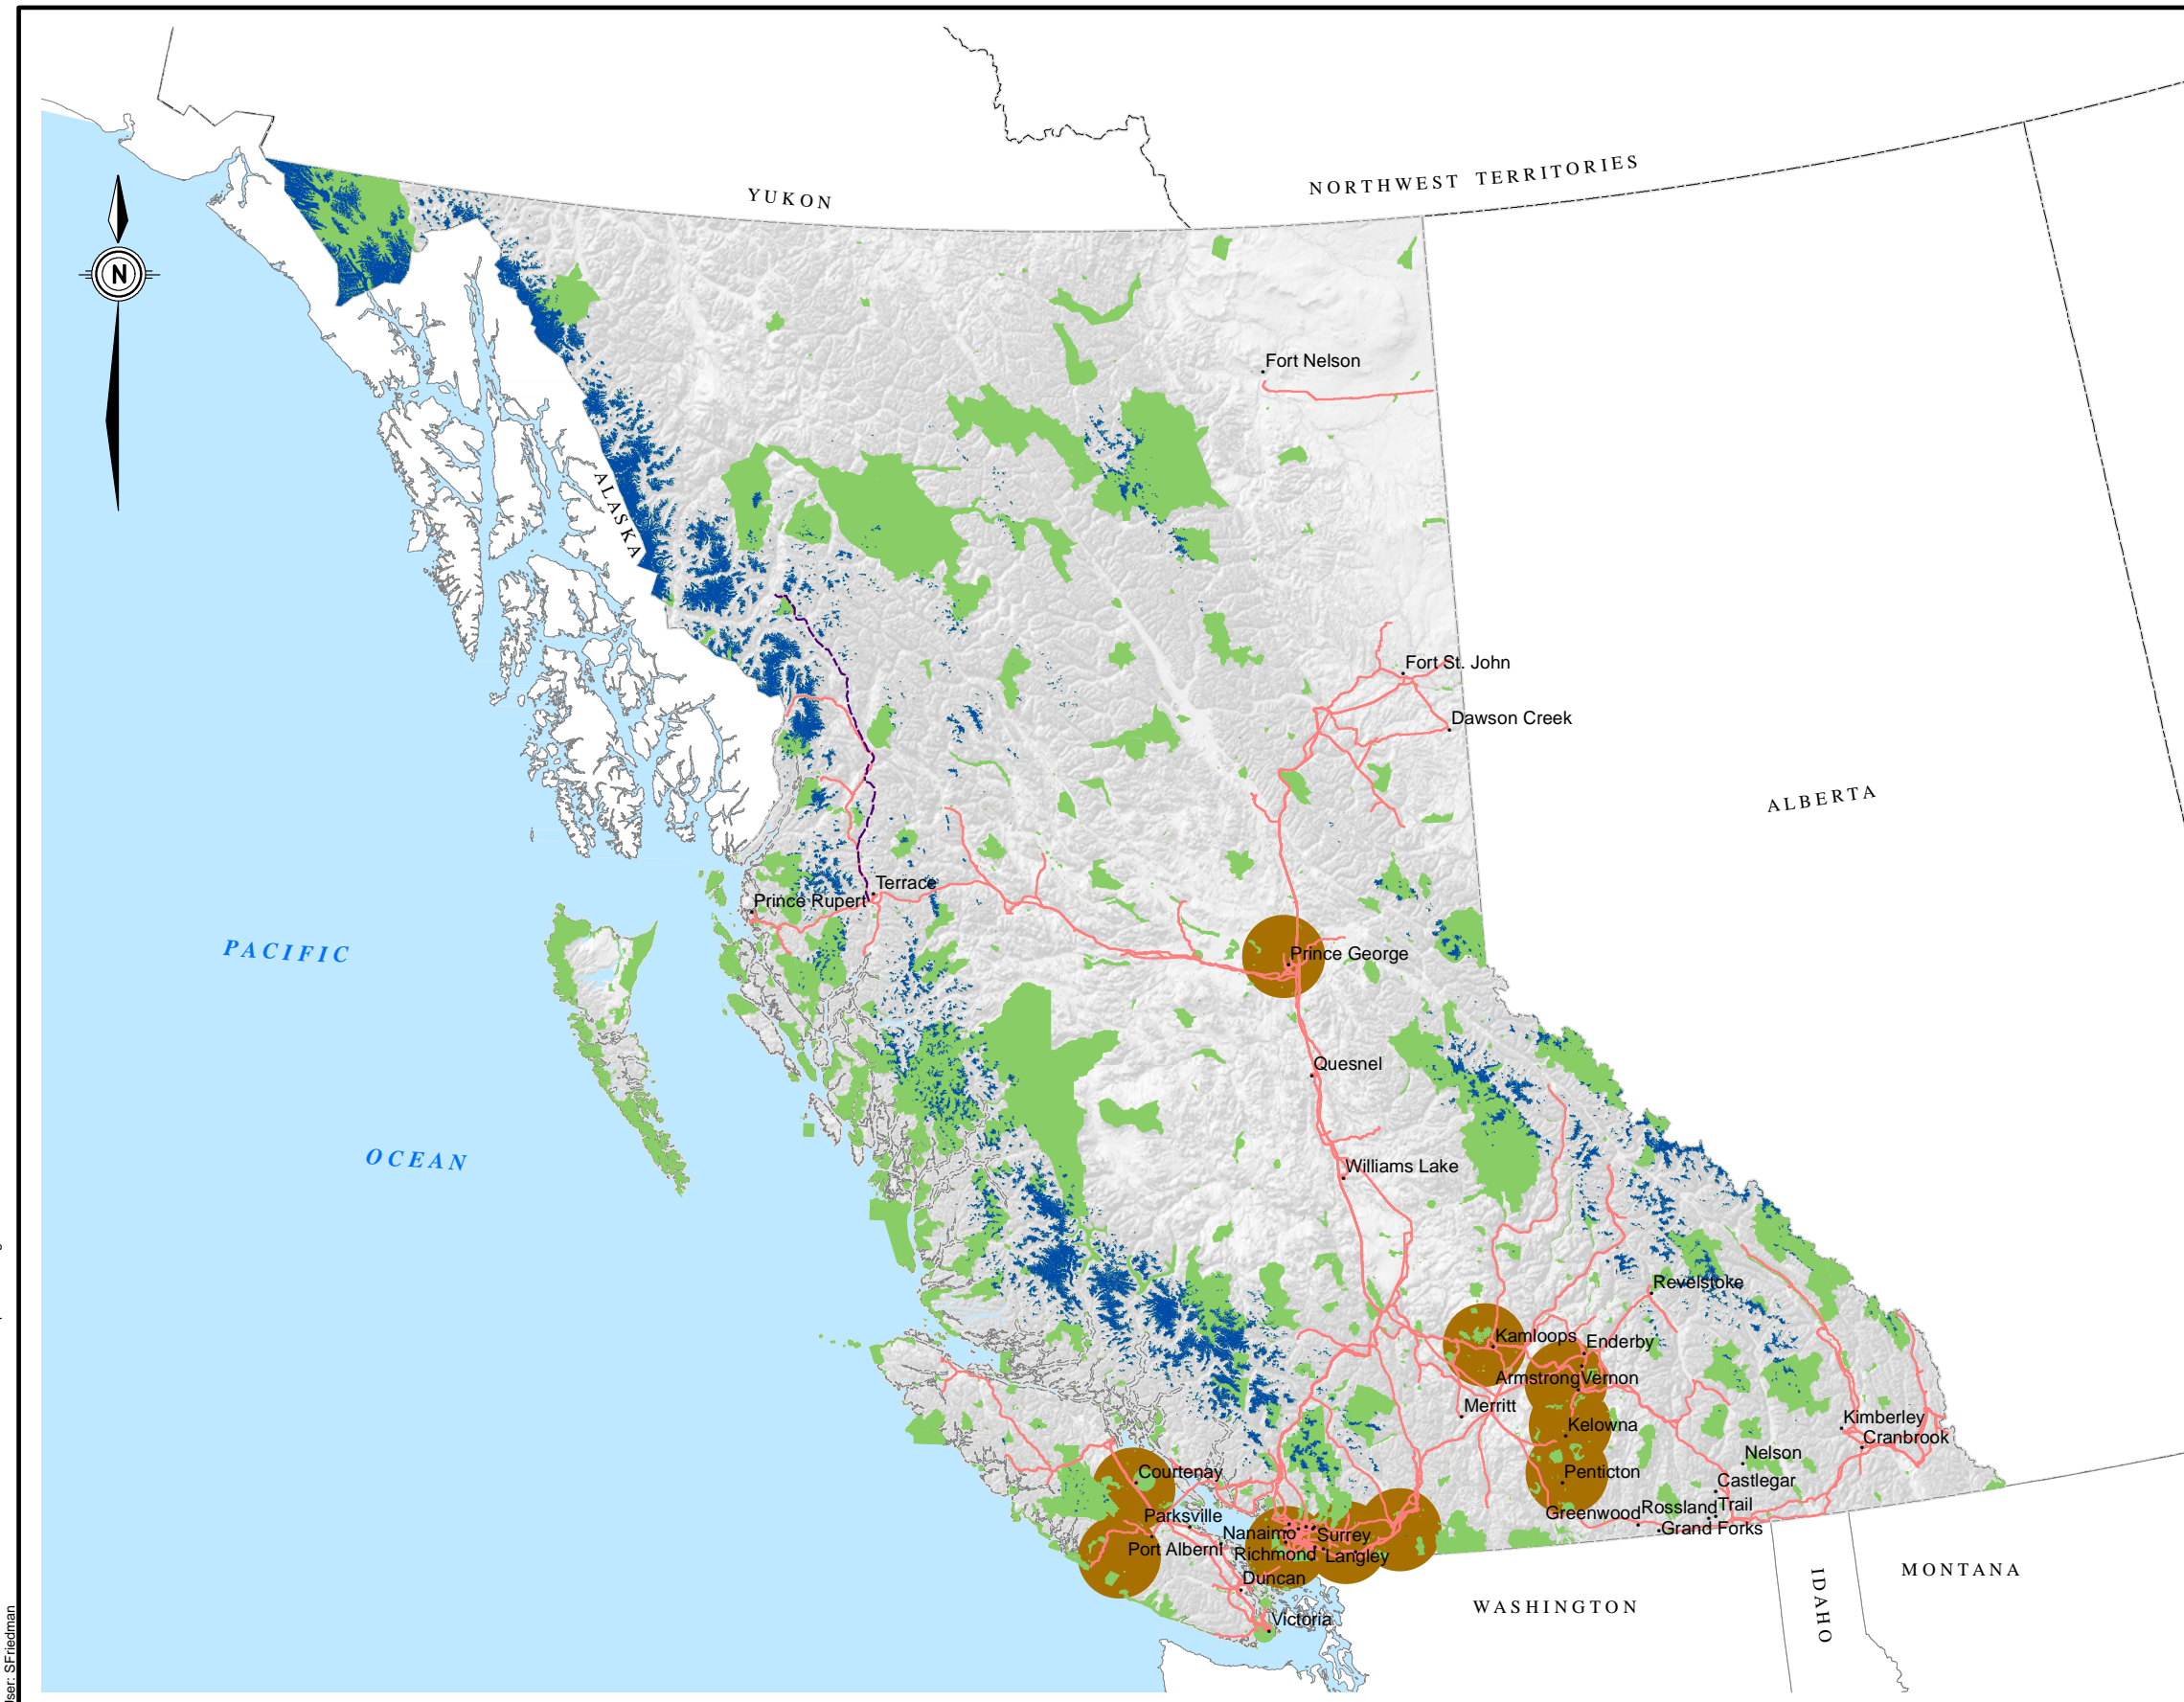 YUKON
NORTHWEST TERRITORIES
N
Fort Nelson
ALASKA
Fort St. John
Dawson Creek
ALBERTA
Terrace
Prince Rupert
PACIFIC
Prince George
Quesnel
OCEAN
Williams Lake
Revelstoke
Kamloops
Enderby
Armstrong
Vernon
Merritt
Kelowna
Kimberley
Cranbrook
Nelson
Courtenay
Penticton
Castlegar
Parksville
Greenwood
Rossland
Trail
Nanaimo
Surrey
Grand Forks
Port Alberni
Richmond
Langley
Duncan
MONTANA
IDAHO
WASHINGTON
Victoria
User: SFriedman